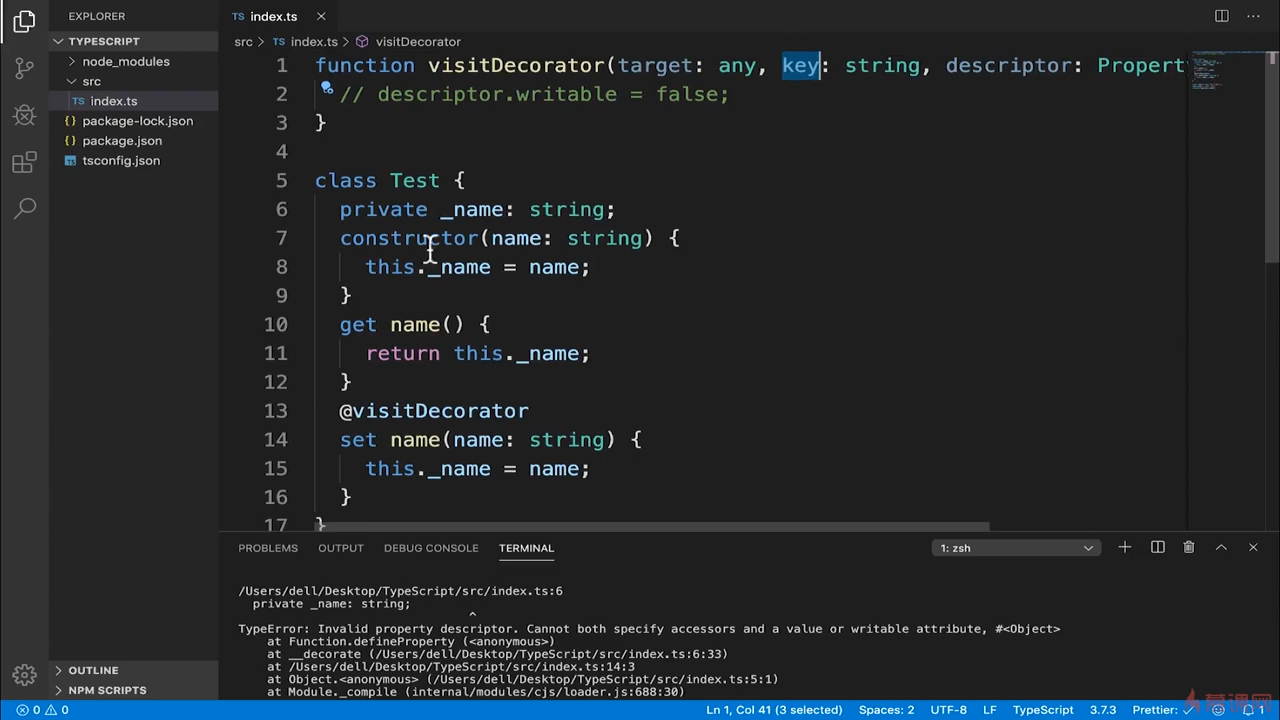 EXPLORER
TS index.ts
TYPESCRIPT
src > TS index.ts > visitDecorator
node_modules
src
TS index.ts
{} package-lock.json
{} package.json
tsconfig.json
1 function visitDecorator(target: any, key: string, descriptor: Propert
2 // descriptor.writable = false;
3 }
4
5 class Test {
6 private _name: string;
7 constructor(name: string) {
8 this._name = name;
9 }
10 get name() {
11 return this._name;
12 }
13 @visitDecorator
14 set name(name: string) {
15 this._name = name;
16 }
17 }
PROBLEMS OUTPUT DEBUG CONSOLE TERMINAL 1: zsh
/Users/dell/Desktop/TypeScript/src/index.ts:6
private _name: string;
^
TypeError: Invalid property descriptor. Cannot both specify accessors and a value or writable attribute, #<Object>
at Function.defineProperty (<anonymous>)
at __decorate (/Users/dell/Desktop/TypeScript/src/index.ts:6:33)
at /Users/dell/Desktop/TypeScript/src/index.ts:14:3
at Object.<anonymous> (/Users/dell/Desktop/TypeScript/src/index.ts:5:1)
at Module._compile (internal/modules/cjs/loader.js:688:30)
OUTLINE
NPM SCRIPTS
0 0 Ln 1, Col 41 (3 selected) Spaces: 2 UTF-8 LF TypeScript 3.7.3 Prettier: ✓ 1
慕课网